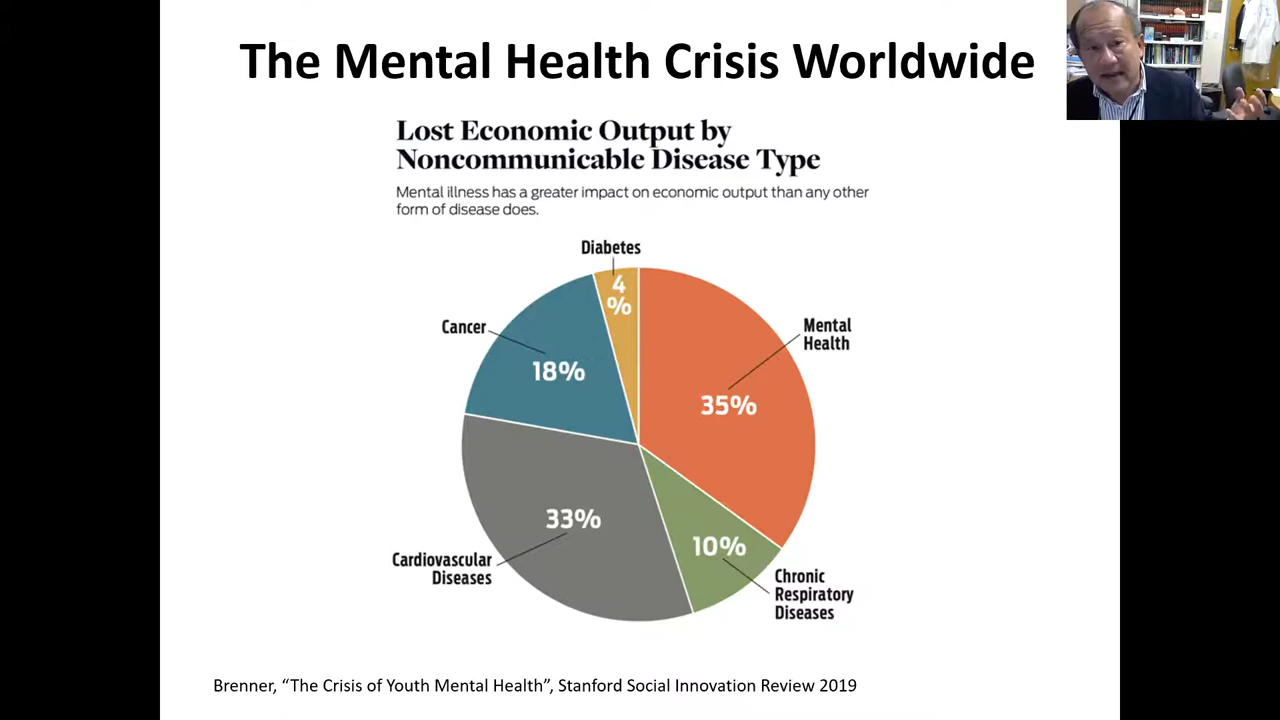 The Mental Health Crisis Worldwide
Lost Economic Output by
Noncommunicable Disease Type
Mental illness has a greater impact on economic output than any other
form of disease does.
Diabetes
4
%
Cancer
18%
Mental
Health
35%
33%
Cardiovascular
Diseases
10%
Chronic
Respiratory
Diseases
Brenner, “The Crisis of Youth Mental Health”, Stanford Social Innovation Review 2019